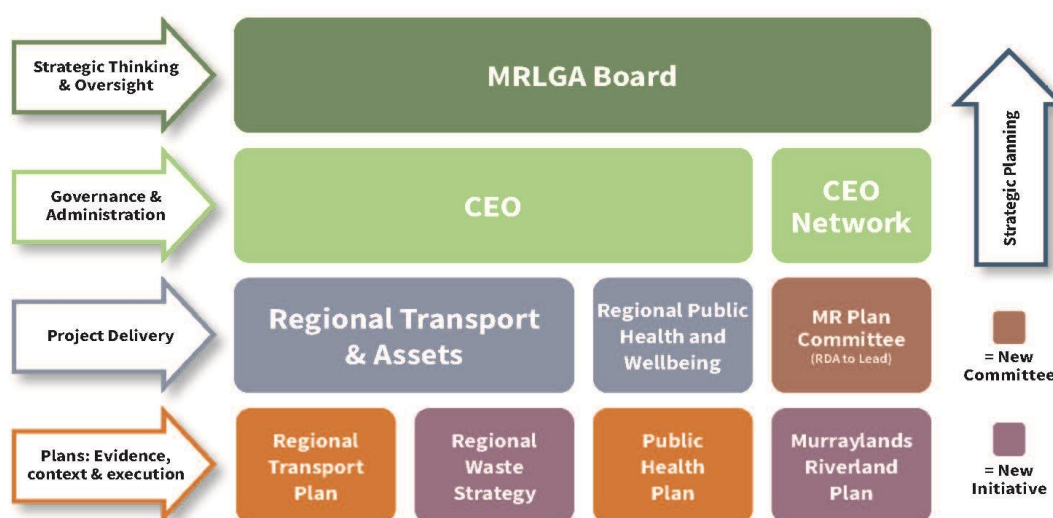 Strategic Thinking
& Oversight
MRLGA Board
Governance &
Administration
CEO
CEO
Network
Strategic Planning
Project Delivery
Regional Transport
& Assets
Regional Public
Health and
Wellbeing
MR Plan
Committee
(RDA to Lead)
= New
Committee
Plans: Evidence,
context & execution
Regional
Transport
Plan
Regional
Waste
Strategy
Public
Health
Plan
Murraylands
Riverland
Plan
= New
Initiative